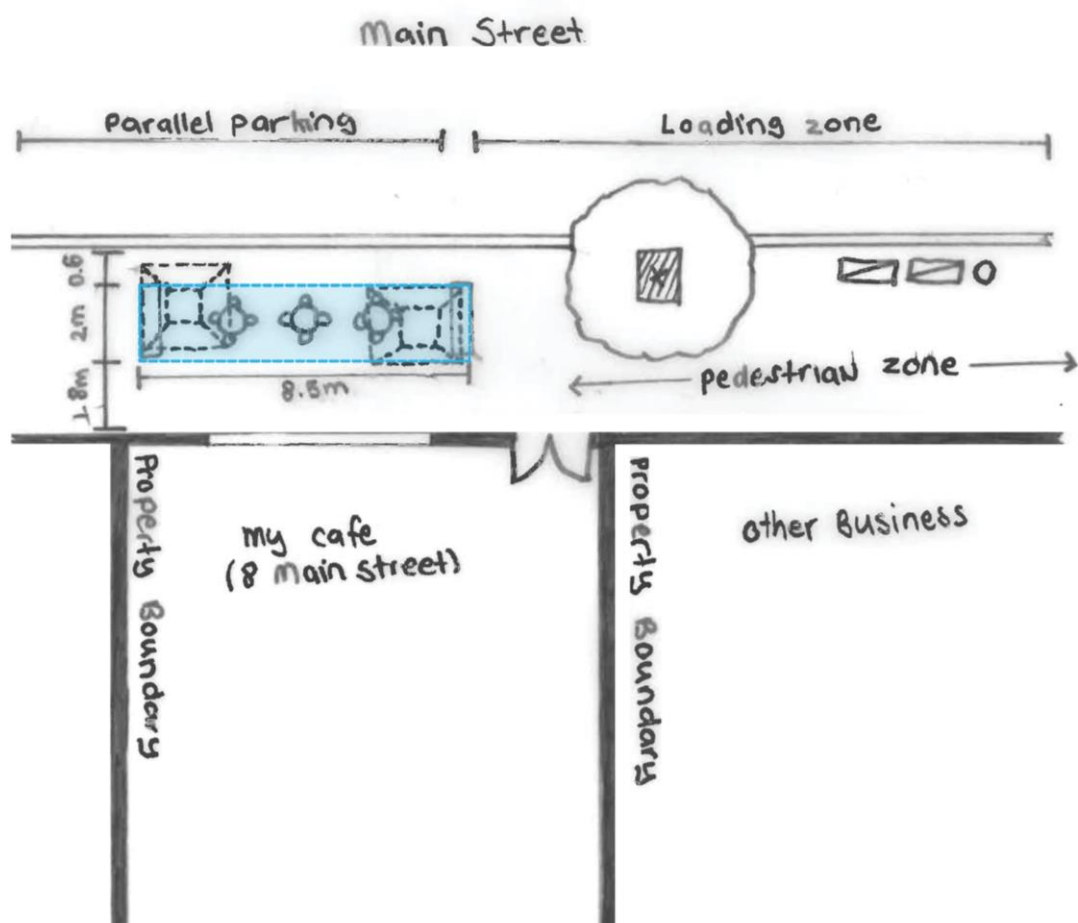 Main Street
Parallel parking
Loading zone
0.6
2m
1.8m
8.5m
pedestrian zone
Property Boundary
my cafe
(8 Main street)
Property Boundary
other Business